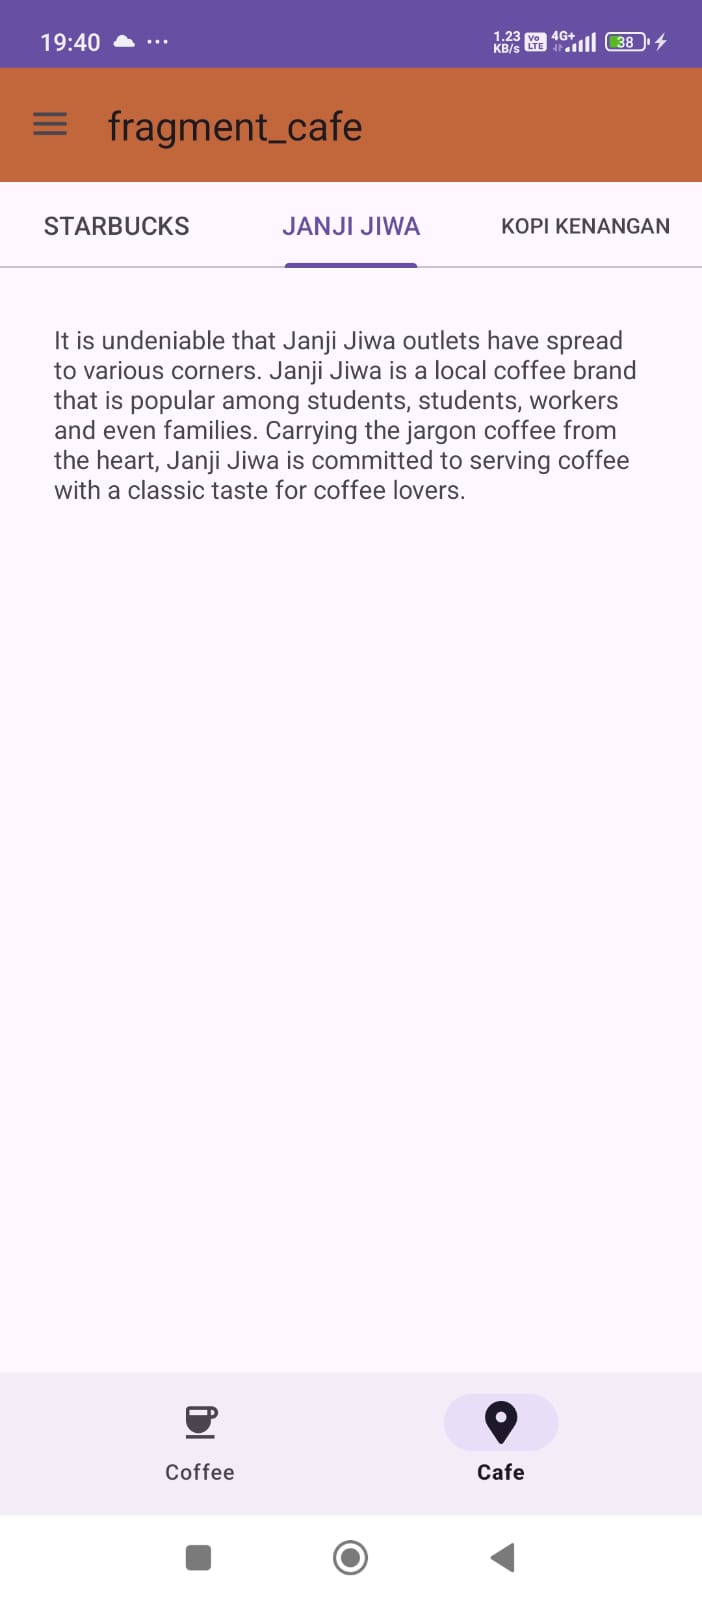 19:40
1.23 KB/s Vo LTE 4G+ 38
fragment_cafe
STARBUCKS JANJI JIWA KOPI KENANGAN
It is undeniable that Janji Jiwa outlets have spread
to various corners. Janji Jiwa is a local coffee brand
that is popular among students, students, workers
and even families. Carrying the jargon coffee from
the heart, Janji Jiwa is committed to serving coffee
with a classic taste for coffee lovers.
Coffee Cafe